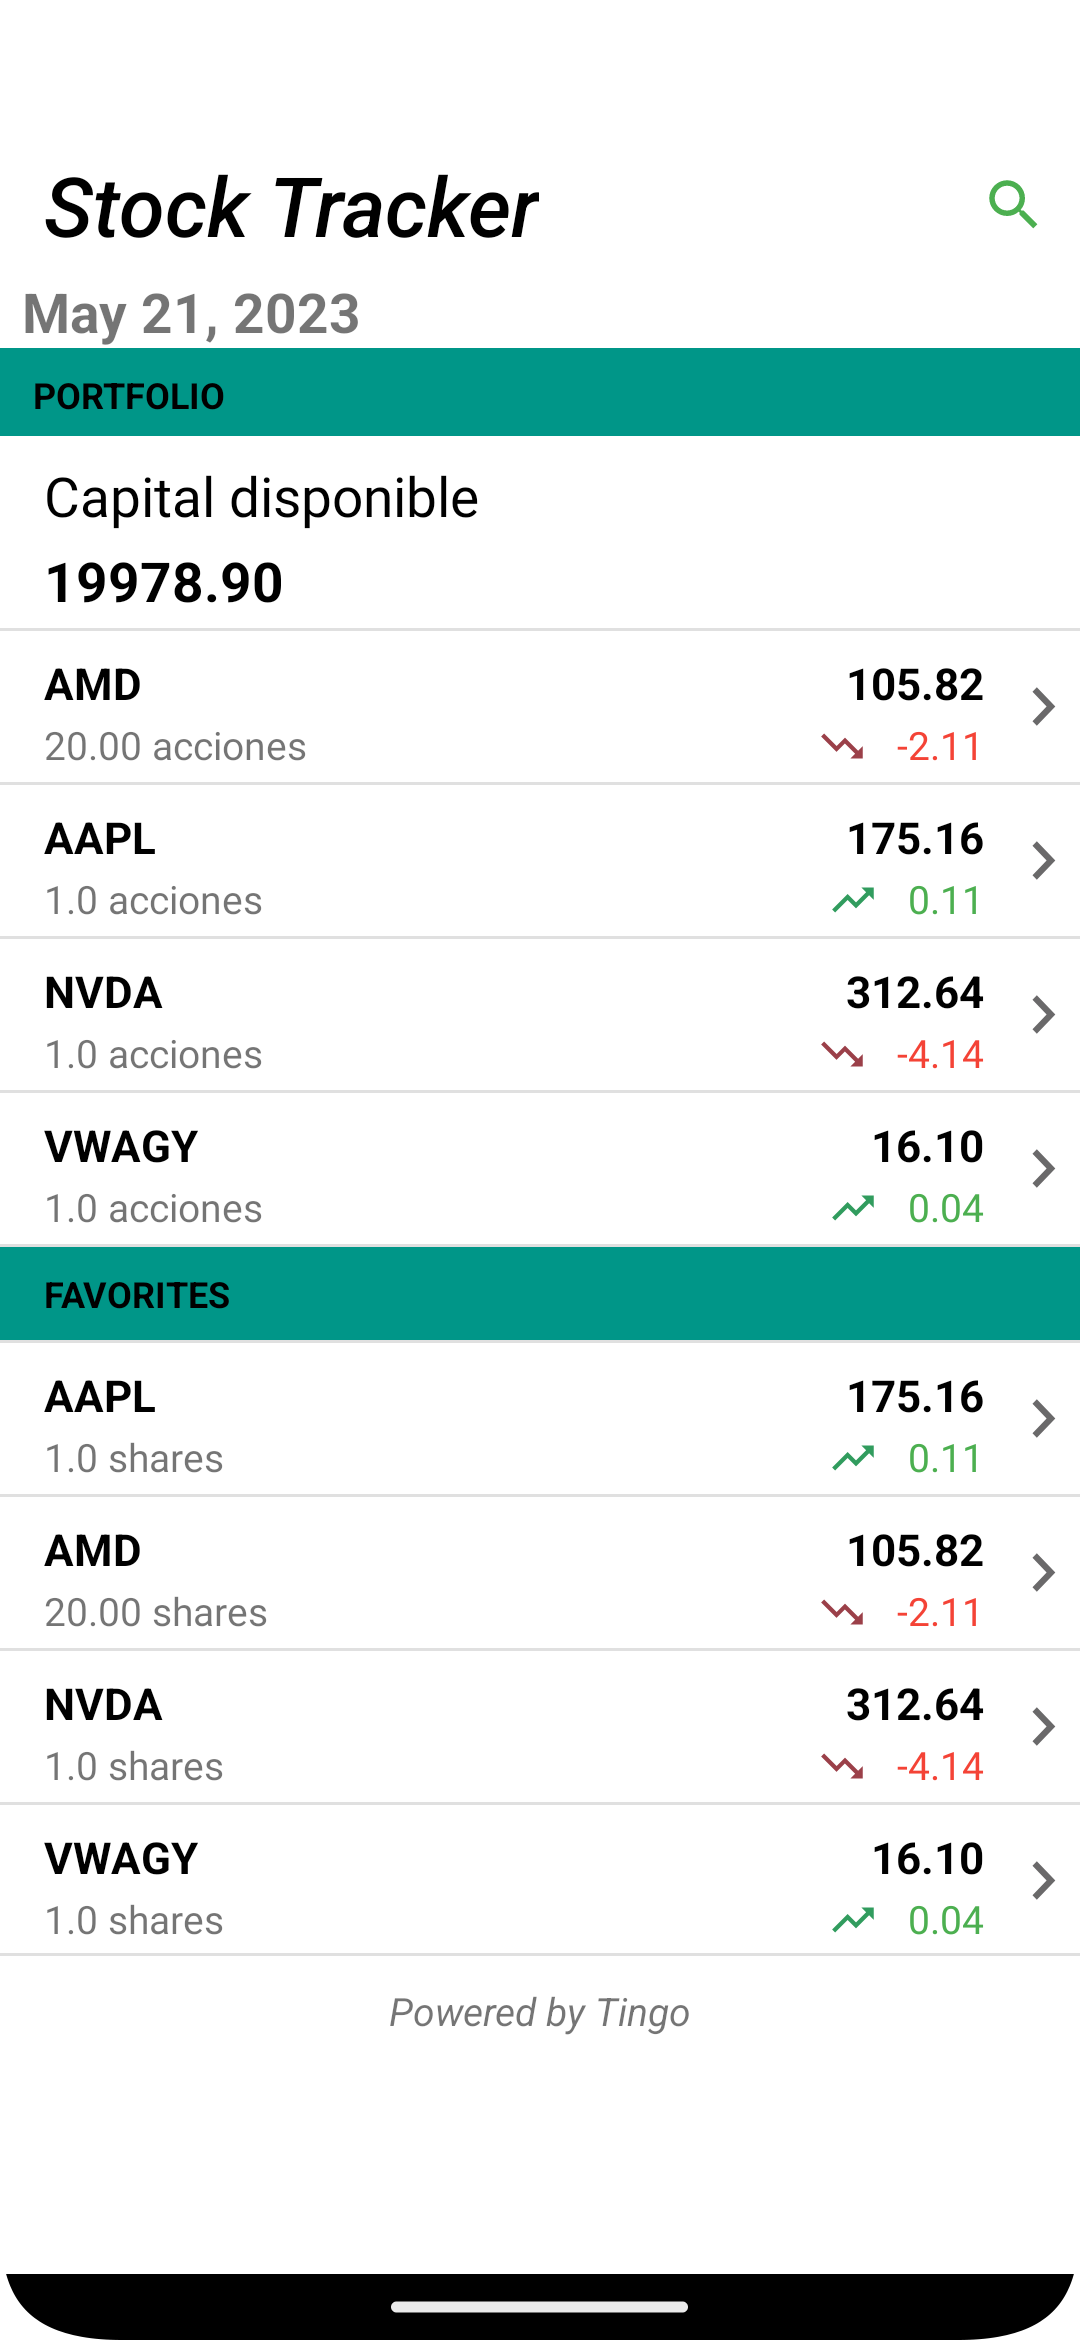 Stock Tracker
May 21, 2023
PORTFOLIO
Capital disponible
19978.90
AMD 105.82
20.00 acciones -2.11
AAPL 175.16
1.0 acciones 0.11
NVDA 312.64
1.0 acciones -4.14
VWAGY 16.10
1.0 acciones 0.04
FAVORITES
AAPL 175.16
1.0 shares 0.11
AMD 105.82
20.00 shares -2.11
NVDA 312.64
1.0 shares -4.14
VWAGY 16.10
1.0 shares 0.04
Powered by Tingo